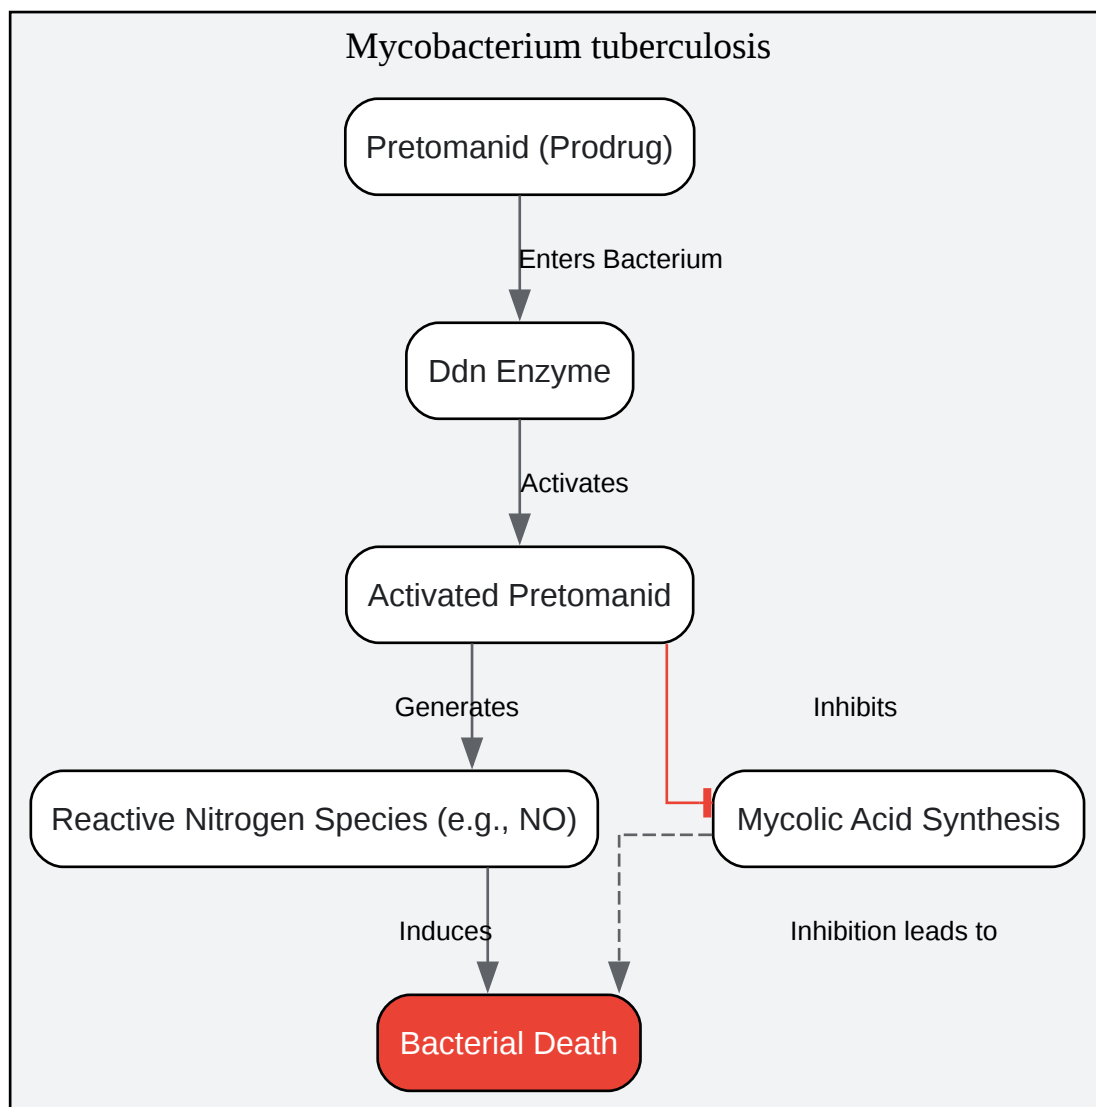 Mycobacterium tuberculosis
Pretomanid (Prodrug)
Enters Bacterium
Ddn Enzyme
Activates
Activated Pretomanid
Generates
Inhibits
Reactive Nitrogen Species (e.g., NO)
Mycolic Acid Synthesis
Induces
Inhibition leads to
Bacterial Death